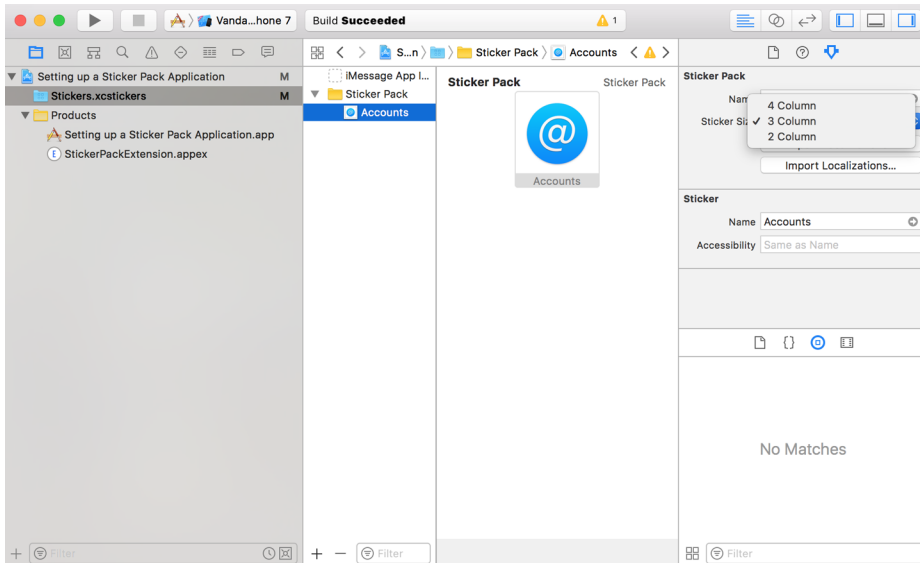 Vanda...hone 7
Build Succeeded
1
S...n
Sticker Pack
Accounts
Setting up a Sticker Pack Application
M
Stickers.xcstickers
M
Products
Setting up a Sticker Pack Application.app
E
StickerPackExtension.appex
Filter
iMessage App I...
Sticker Pack
Accounts
Filter
Sticker Pack
Sticker Pack
@
Accounts
Sticker Pack
4 Column
3 Column
2 Column
Import Localizations...
Sticker
Name
Accounts
Accessibility
Same as Name
{}
No Matches
Filter